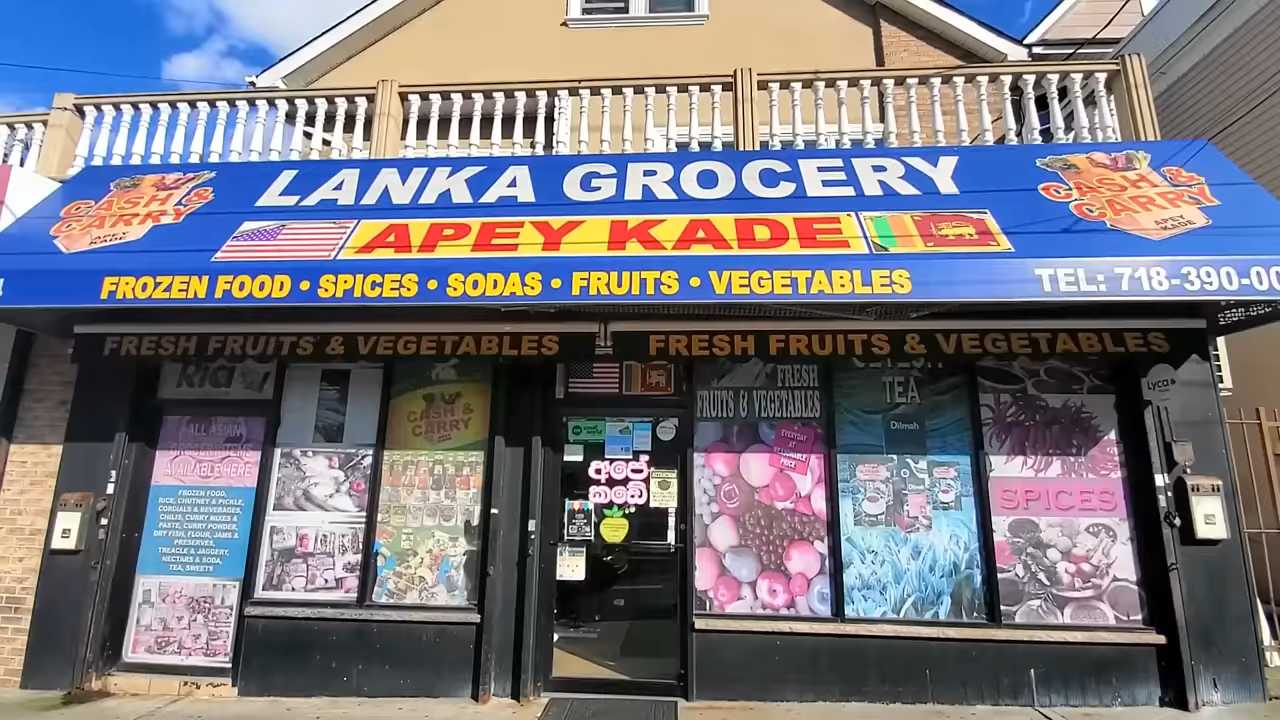 LANKA GROCERY
CASH &
CARRY
APEY
KADE
APEY KADE
CASH &
CARRY
APEY
KADE
FROZEN FOOD • SPICES • SODAS • FRUITS • VEGETABLES
TEL: 718-390-00
FRESH FRUITS & VEGETABLES
FRESH FRUITS & VEGETABLES
Ria
ALL ASIAN
GROCERY ITEMS
AVAILABLE HERE
FROZEN FOOD,
RICE, CHUTNEY & PICKLE,
CORDIALS & BEVERAGES,
CHILIS, CURRY MIXES &
PASTE, CURRY POWDER,
DRY FISH, FLOUR, JAMS &
PRESERVES,
TREACLE & JAGGERY,
NECTARS & SODA,
TEA, SWEETS
CASH &
CARRY
අපේ
කඩේ
FRESH
FRUITS & VEGETABLES
EVERYDAY
AT
REASONABLE
PRICE
CEYLON
TEA
Dilmah
SPICES
Lyca